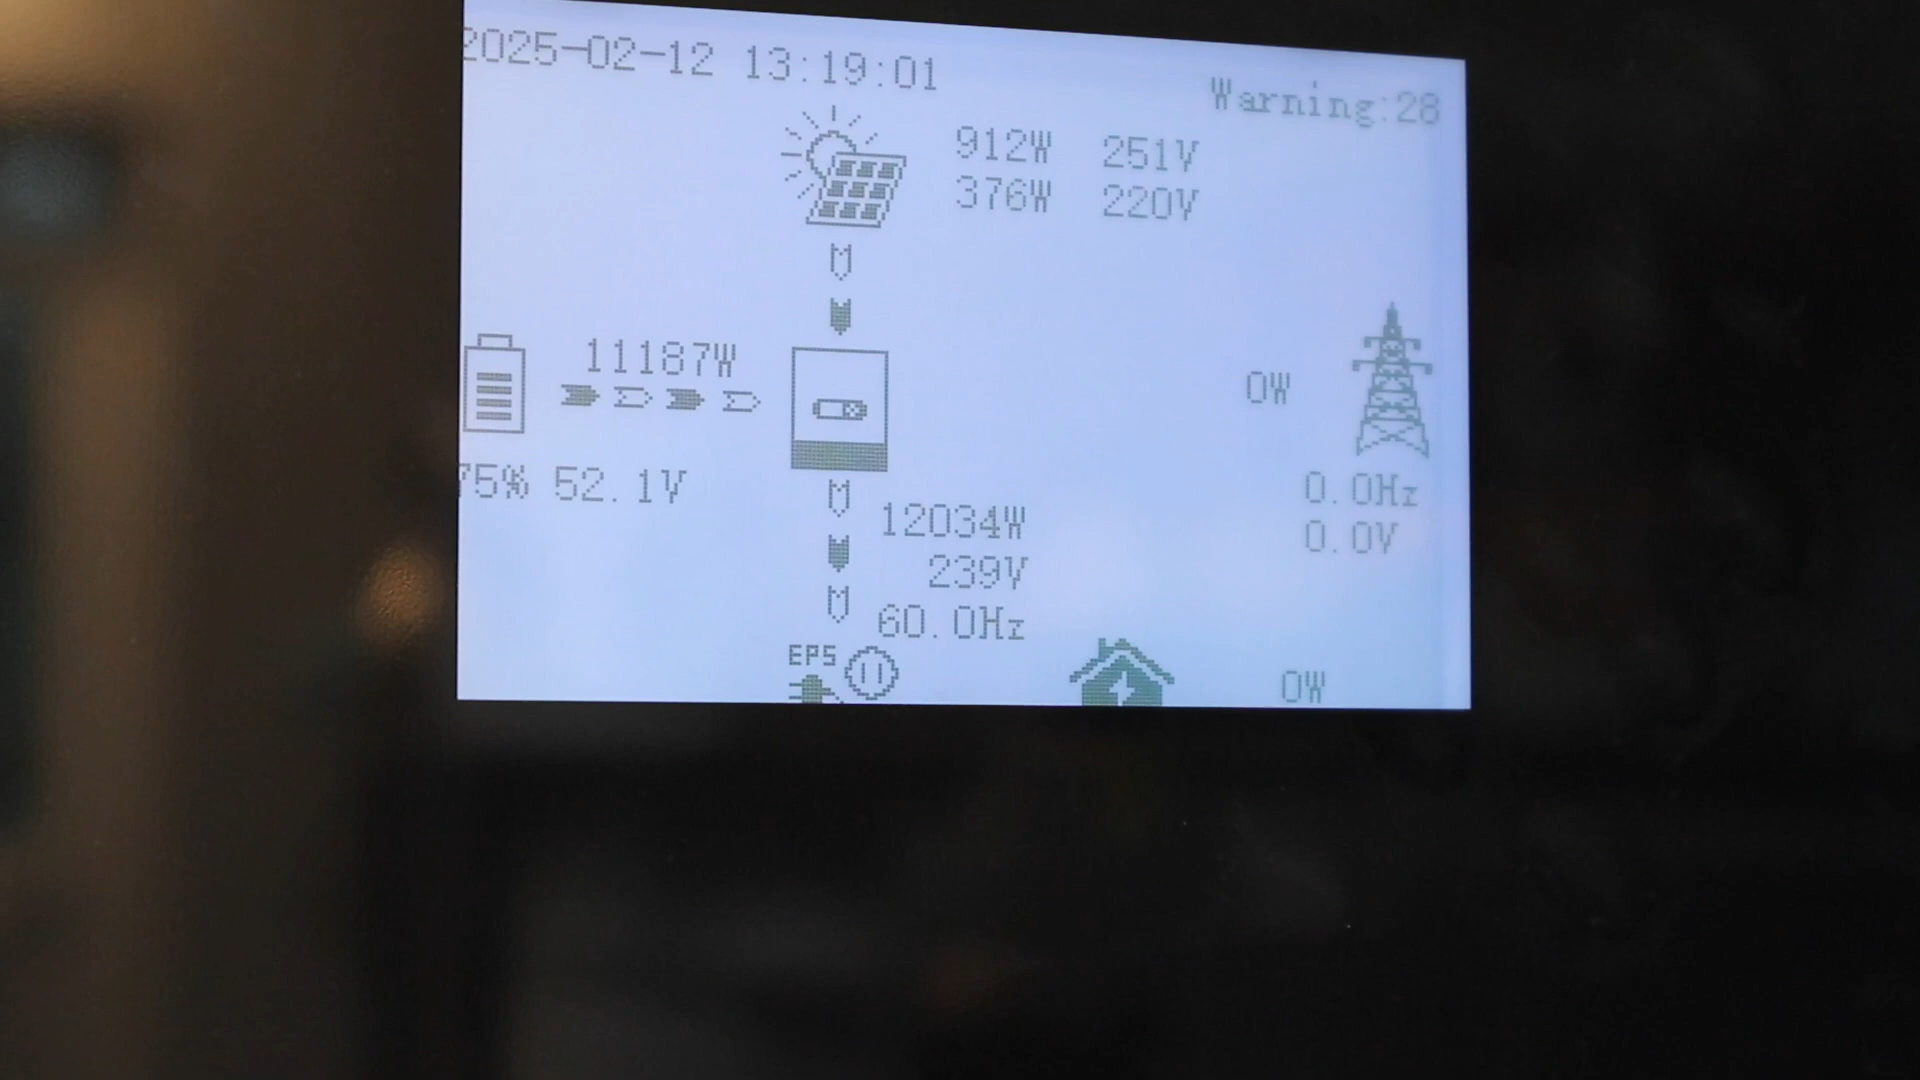 2025-02-12 13:19:01
Warning:28
912W 251V
376W 220V
11187W
0W
75% 52.1V
0.0Hz
0.0V
12034W
239V
60.0Hz
EPS
0W